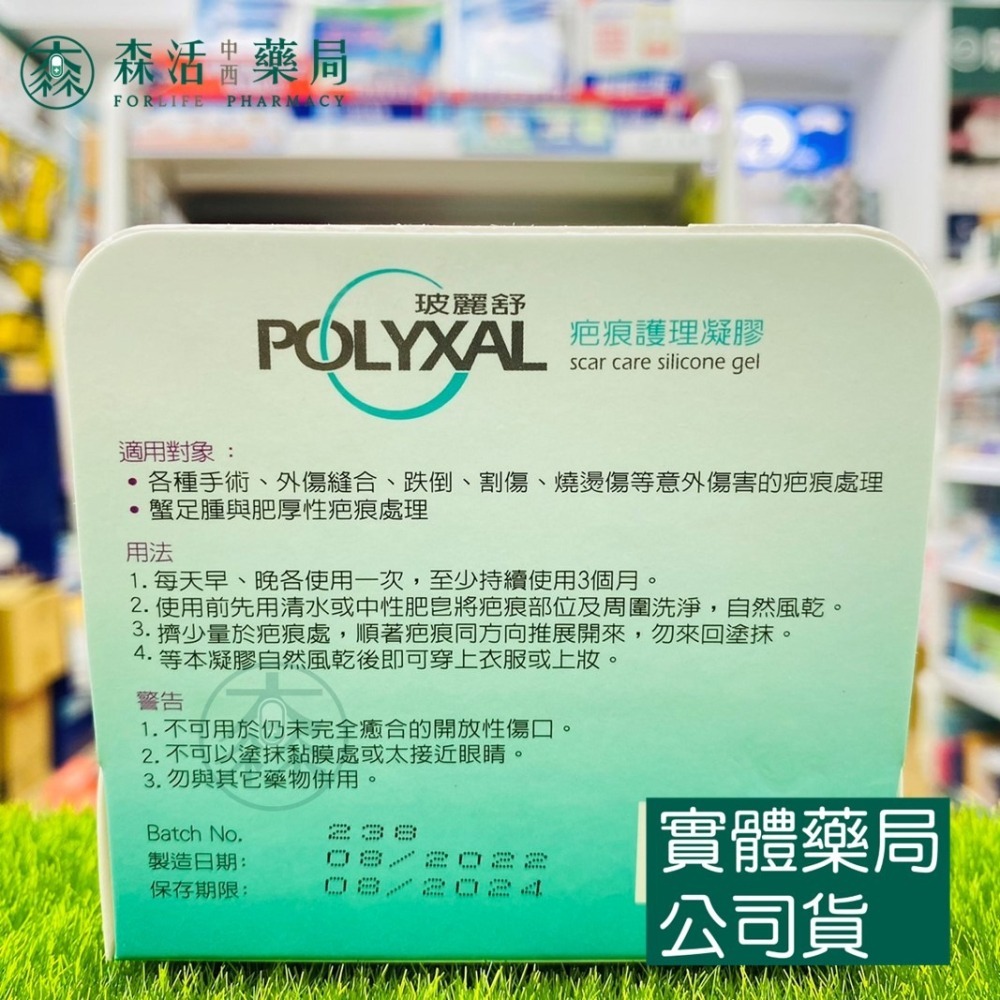 森活中西藥局
FORLIFE PHARMACY
玻麗舒
POLYXAL
疤痕護理凝膠
scar care silicone gel
適用對象：
• 各種手術、外傷縫合、跌倒、割傷、燒燙傷等意外傷害的疤痕處理
• 蟹足腫與肥厚性疤痕處理
用法
1. 每天早、晚各使用一次，至少持續使用3個月。
2. 使用前先用清水或中性肥皂將疤痕部位及周圍洗淨，自然風乾。
3. 擠少量於疤痕處，順著疤痕同方向推展開來，勿來回塗抹。
4. 等本凝膠自然風乾後即可穿上衣服或上妝。
警告
1. 不可用於仍未完全癒合的開放性傷口。
2. 不可以塗抹黏膜處或太接近眼睛。
3. 勿與其它藥物併用。
Batch No. 238
製造日期： 08/2022
保存期限： 08/2024
實體藥局
公司貨